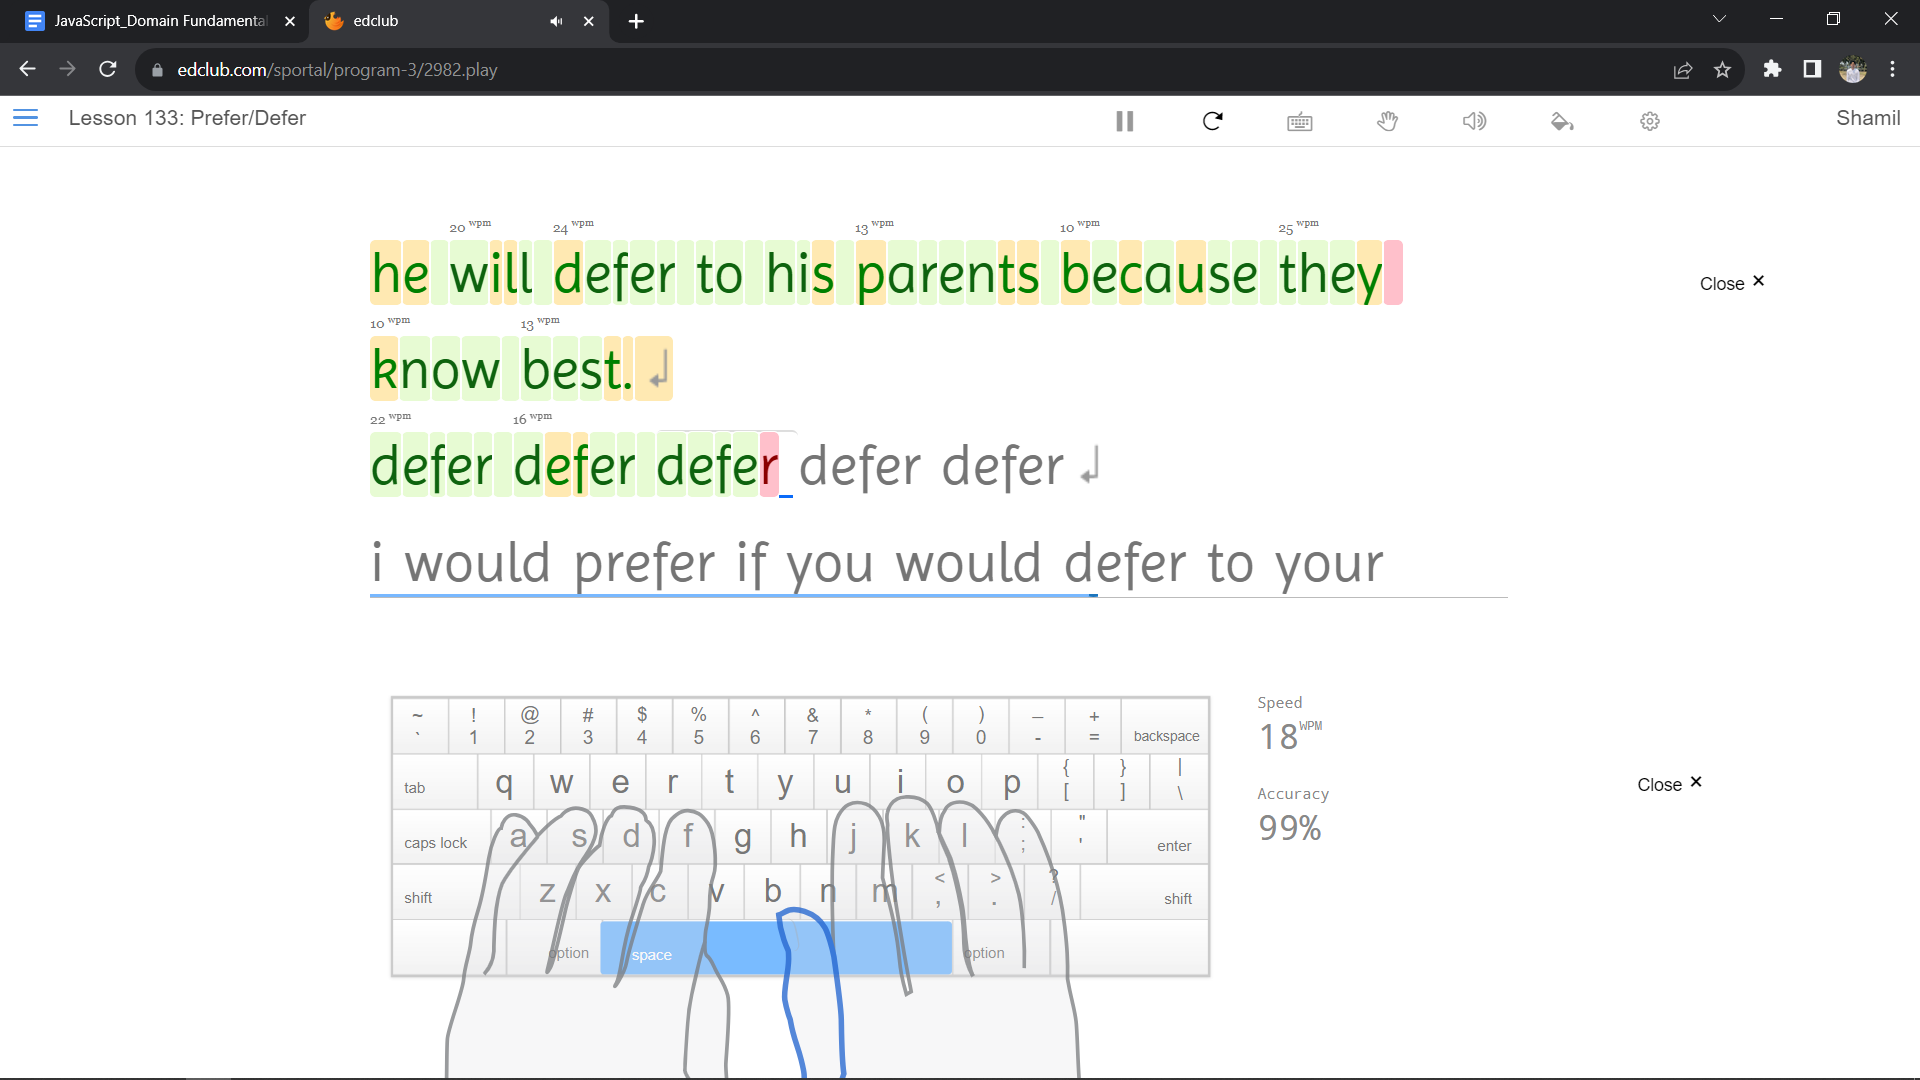 JavaScript_Domain Fundamental
edclub
edclub.com/sportal/program-3/2982.play
Lesson 133: Prefer/Defer
Shamil
20 wpm 24 wpm 13 wpm 10 wpm 25 wpm
he will defer to his parents because they
Close ×
10 wpm 13 wpm
know best.
22 wpm 16 wpm
defer defer defer defer defer
i would prefer if you would defer to your
~ ! @ # $ % ^ & * ( ) _ +
` 1 2 3 4 5 6 7 8 9 0 - = backspace
tab q w e r t y u i o p { [ } ] | \
caps lock a s d f g h j k l : ; " ' enter
shift z x c v b n m < , > . ? / shift
option space option
Speed
18 WPM
Accuracy
99%
Close ×